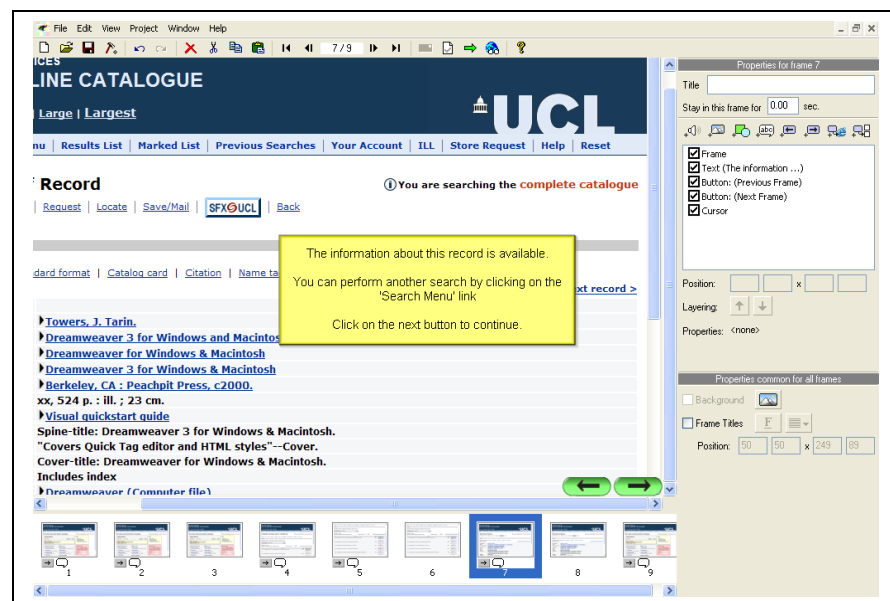 File Edit View Project Window Help
7/9
ICES
LINE CATALOGUE
| Large | Largest
UCL
nu | Results List | Marked List | Previous Searches | Your Account | ILL | Store Request | Help | Reset
Record
You are searching the complete catalogue
| Request | Locate | Save/Mail | SFX UCL | Back
dard format | Catalog card | Citation | Name ta
ext record >
The information about this record is available.
You can perform another search by clicking on the
'Search Menu' link
Click on the next button to continue.
Towers, J. Tarin.
Dreamweaver 3 for Windows and Macintos
Dreamweaver for Windows & Macintosh
Dreamweaver 3 for Windows & Macintosh
Berkeley, CA : Peachpit Press, c2000.
xx, 524 p. : ill. ; 23 cm.
Visual quickstart guide
Spine-title: Dreamweaver 3 for Windows & Macintosh.
"Covers Quick Tag editor and HTML styles"--Cover.
Cover-title: Dreamweaver for Windows & Macintosh.
Includes index
Dreamweaver (Computer file)
1 2 3 4 5 6 7 8 9
Properties for frame 7
Title
Stay in this frame for 0.00 sec.
abc
Frame
Text (The information ...)
Button: (Previous Frame)
Button: (Next Frame)
Cursor
Position: x
Layering:
Properties: <none>
Properties common for all frames
Background
Frame Titles F
Position: 50 50 x 249 89